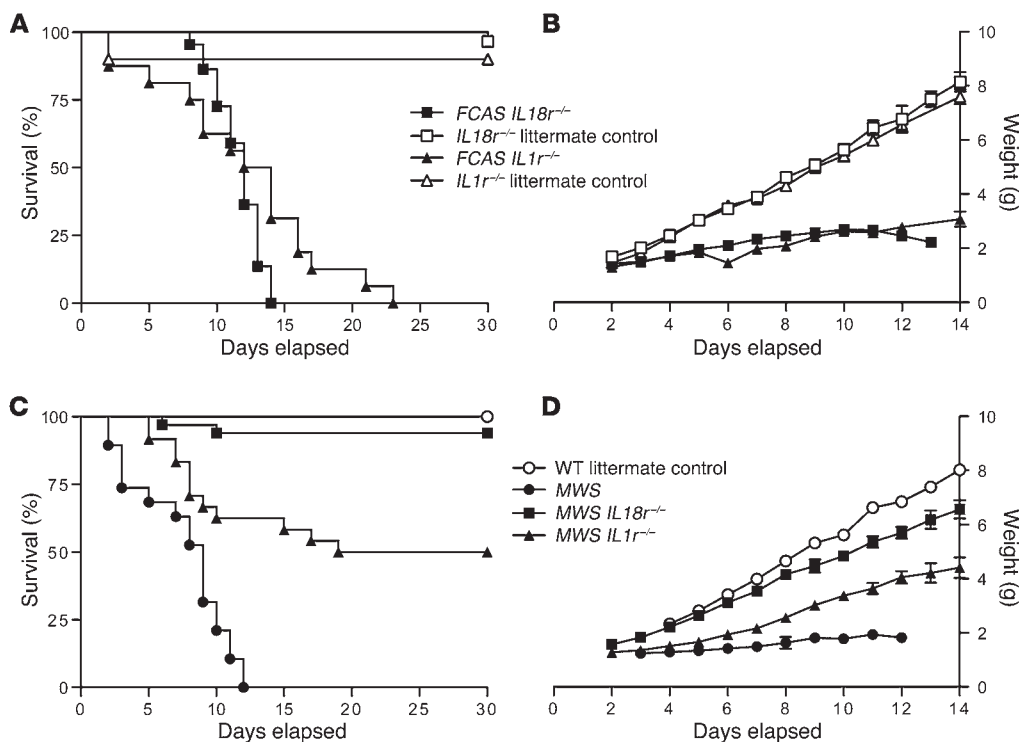 A
Survival (%)
100
75
50
25
0
0 5 10 15 20 25 30
Days elapsed
FCAS IL18r–/–
IL18r–/– littermate control
FCAS IL1r–/–
IL1r–/– littermate control
B
10
8
6
4
2
0
Weight (g)
0 2 4 6 8 10 12 14
Days elapsed
C
Survival (%)
100
75
50
25
0
0 5 10 15 20 25 30
Days elapsed
WT littermate control
MWS
MWS IL18r–/–
MWS IL1r–/–
D
10
8
6
4
2
0
Weight (g)
0 2 4 6 8 10 12 14
Days elapsed